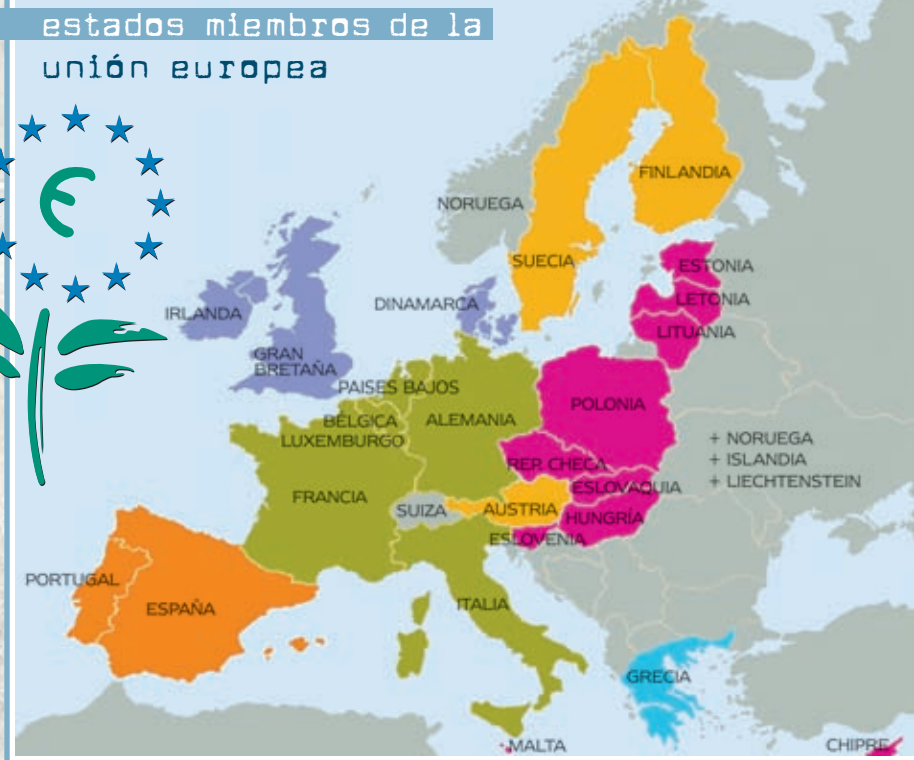 estados miembros de la
unión europea
FINLANDIA
NORUEGA
SUECIA
ESTONIA
LETONIA
DINAMARCA
IRLANDA
LITUANIA
GRAN
BRETAÑA
PAISES BAJOS
POLONIA
BÉLGICA
ALEMANIA
LUXEMBURGO
+ NORUEGA
+ ISLANDIA
+ LIECHTENSTEIN
REP. CHECA
ESLOVAQUIA
FRANCIA
SUIZA
AUSTRIA
HUNGRÍA
ESLOVENIA
PORTUGAL
ESPAÑA
ITALIA
GRECIA
MALTA
CHIPRE